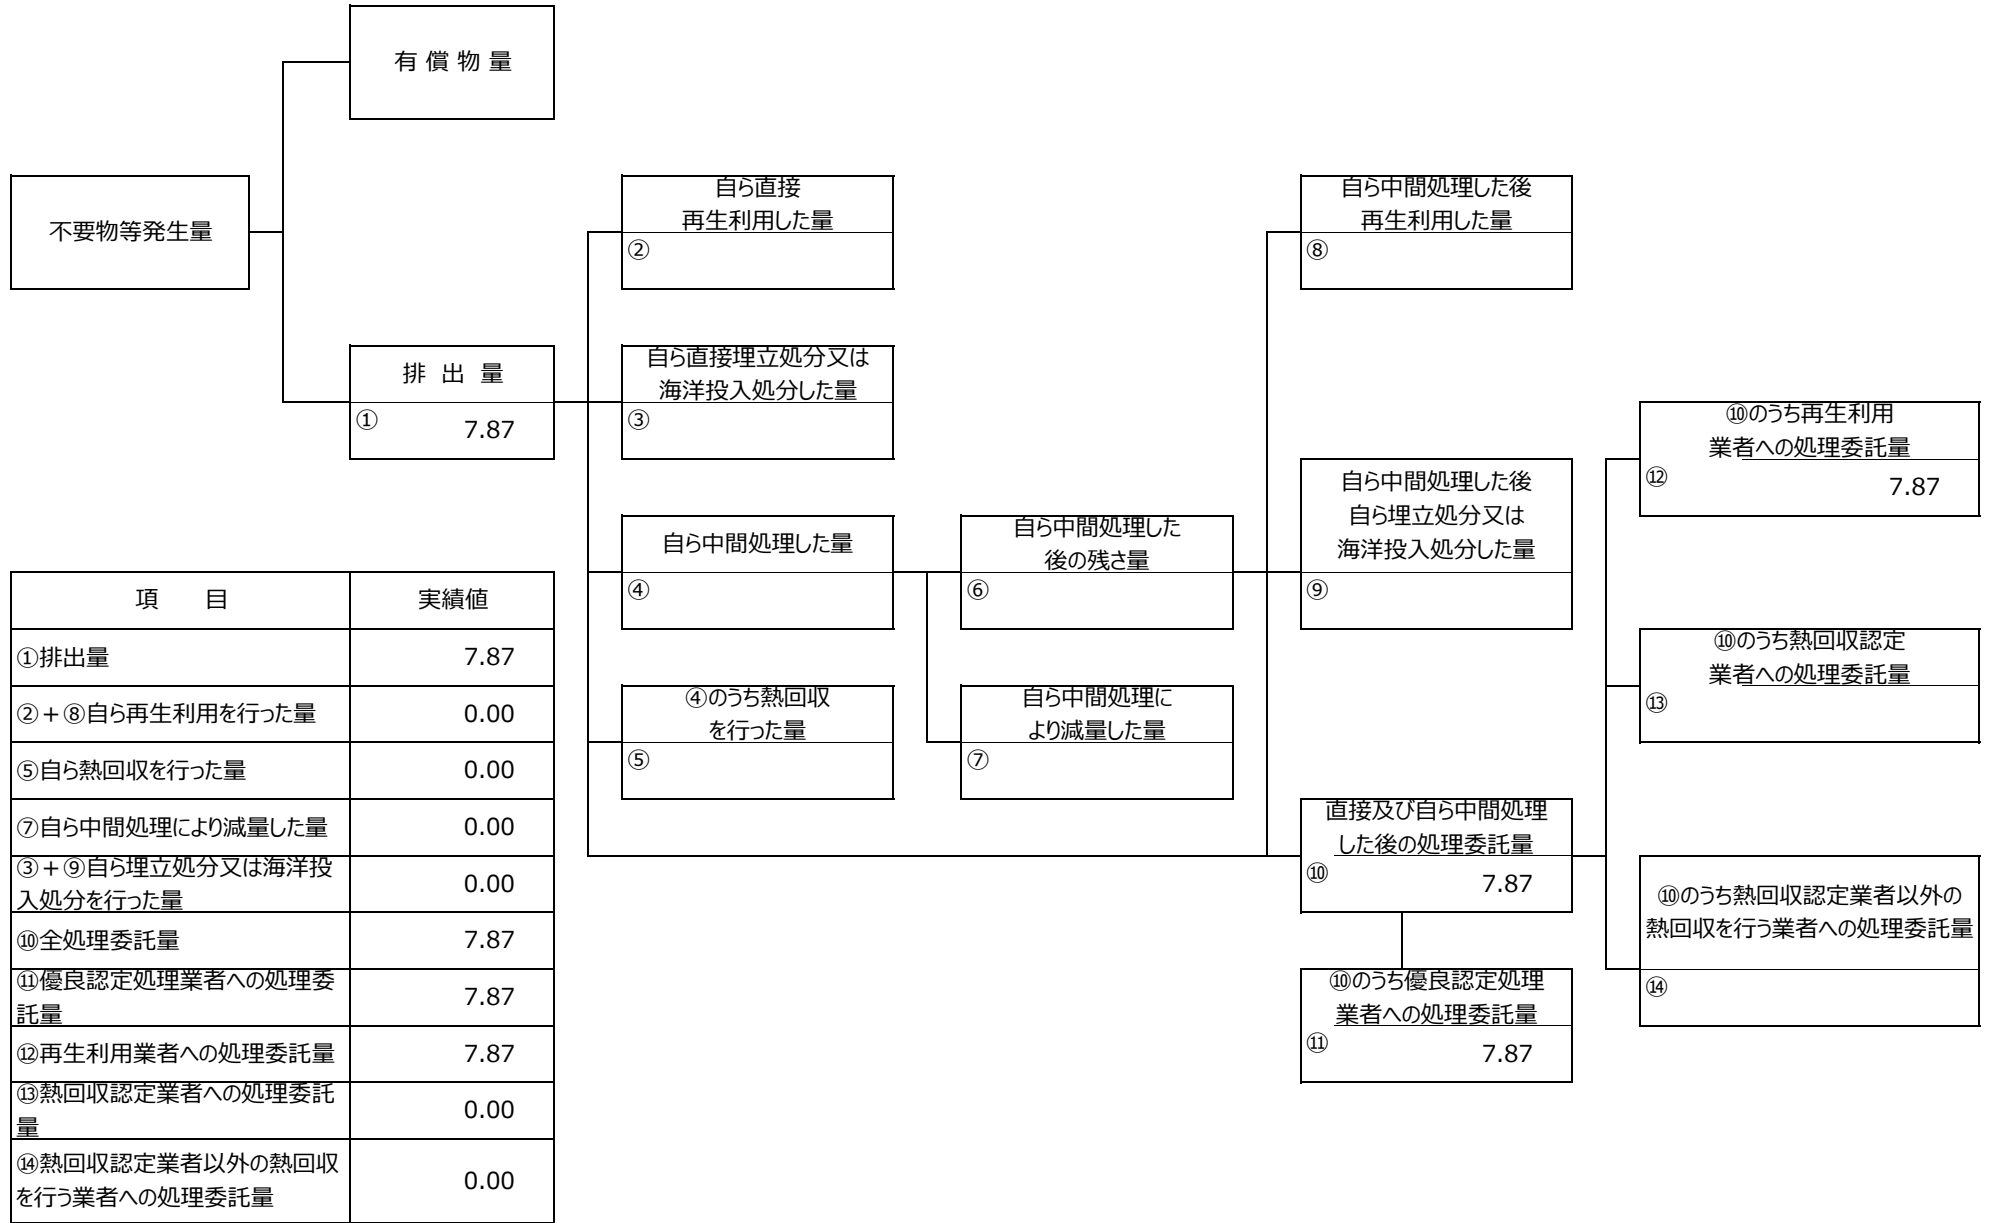 有 償 物 量
不要物等発生量
排 出 量
①
7.87
自ら直接
再生利用した量
②
自ら直接埋立処分又は
海洋投入処分した量
③
自ら中間処理した量
④
④のうち熱回収
を行った量
⑤
自ら中間処理した
後の残さ量
⑥
自ら中間処理に
より減量した量
⑦
自ら中間処理した後
再生利用した量
⑧
自ら中間処理した後
自ら埋立処分又は
海洋投入処分した量
⑨
直接及び自ら中間処理
した後の処理委託量
⑩
7.87
⑩のうち優良認定処理
業者への処理委託量
⑪
7.87
⑩のうち再生利用
業者への処理委託量
⑫
7.87
⑩のうち熱回収認定
業者への処理委託量
⑬
⑩のうち熱回収認定業者以外の
熱回収を行う業者への処理委託量
⑭
項 目 実績値
①排出量 7.87
②+⑧自ら再生利用を行った量 0.00
⑤自ら熱回収を行った量 0.00
⑦自ら中間処理により減量した量 0.00
③+⑨自ら埋立処分又は海洋投
入処分を行った量
0.00
⑩全処理委託量 7.87
⑪優良認定処理業者への処理委
託量
7.87
⑫再生利用業者への処理委託量 7.87
⑬熱回収認定業者への処理委託
量
0.00
⑭熱回収認定業者以外の熱回収
を行う業者への処理委託量
0.00